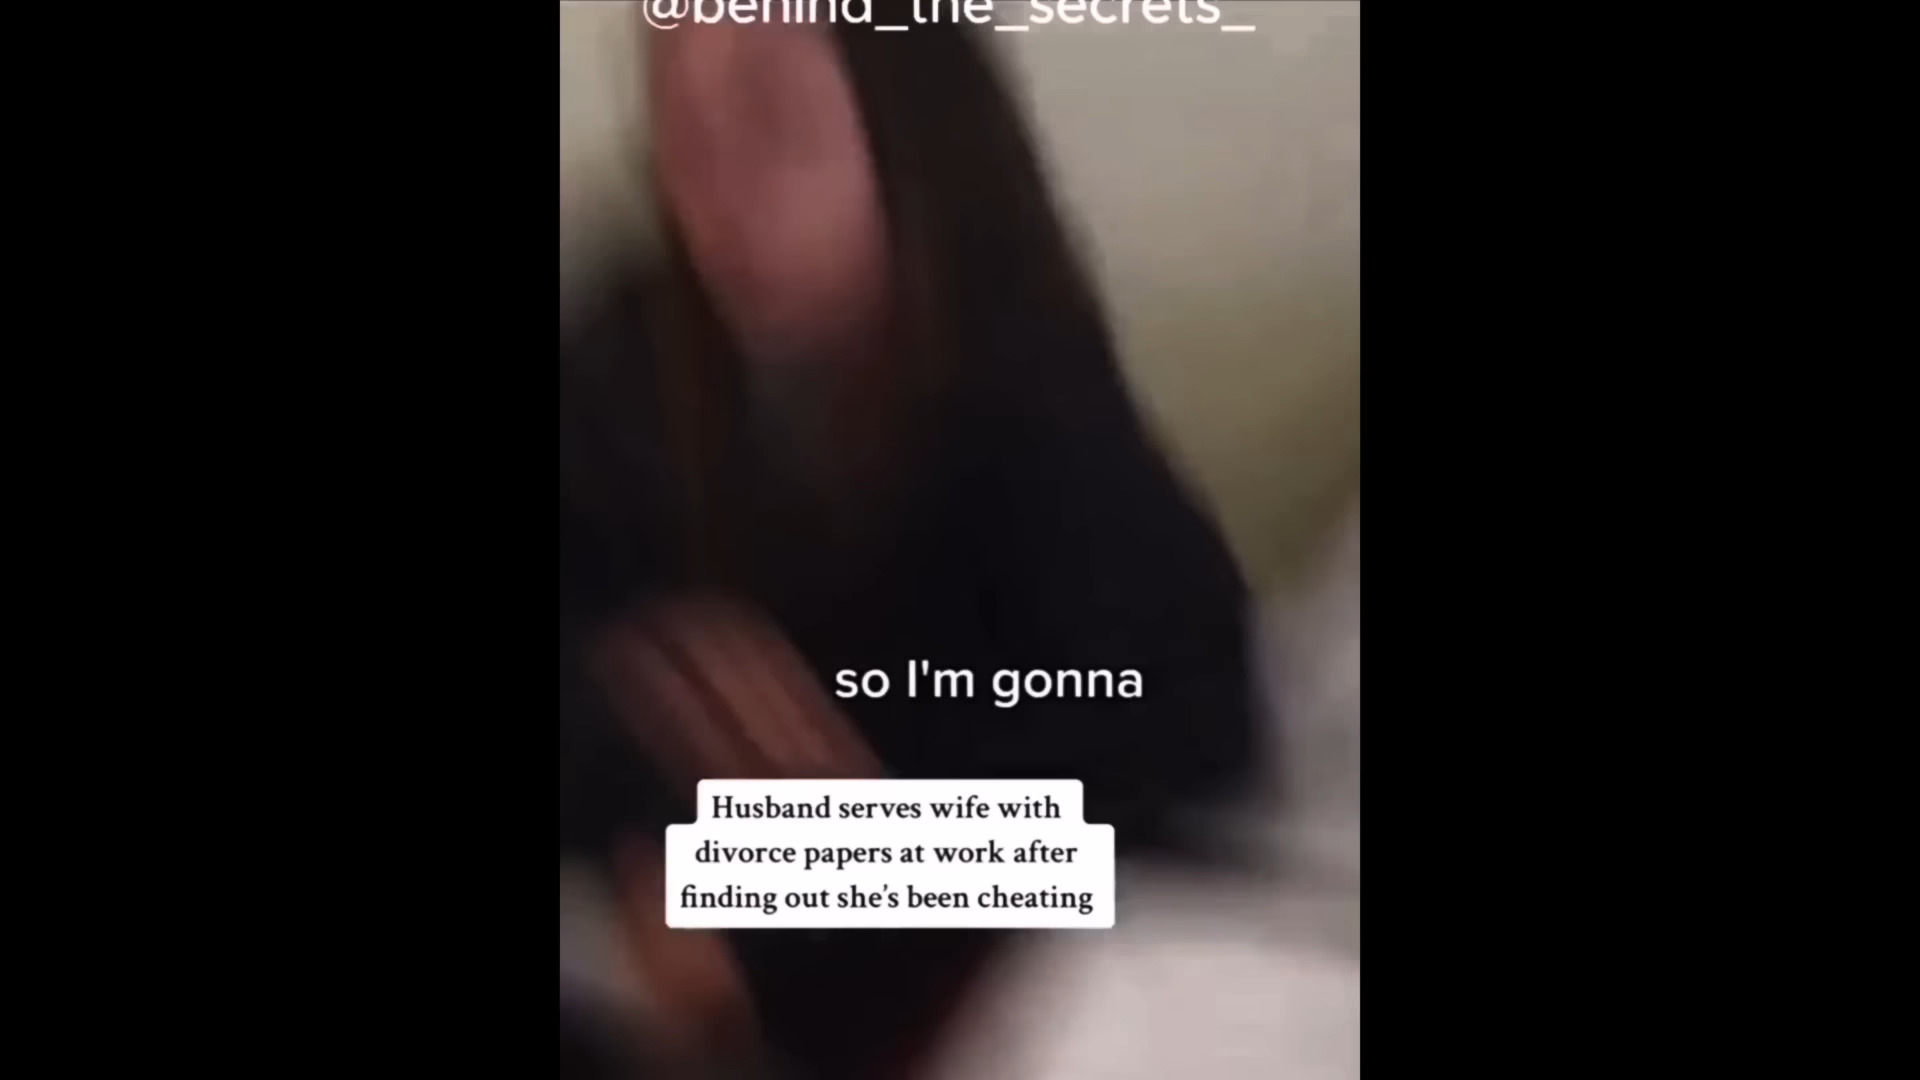 @behind_the_secrets_
so I'm gonna
Husband serves wife with
divorce papers at work after
finding out she's been cheating